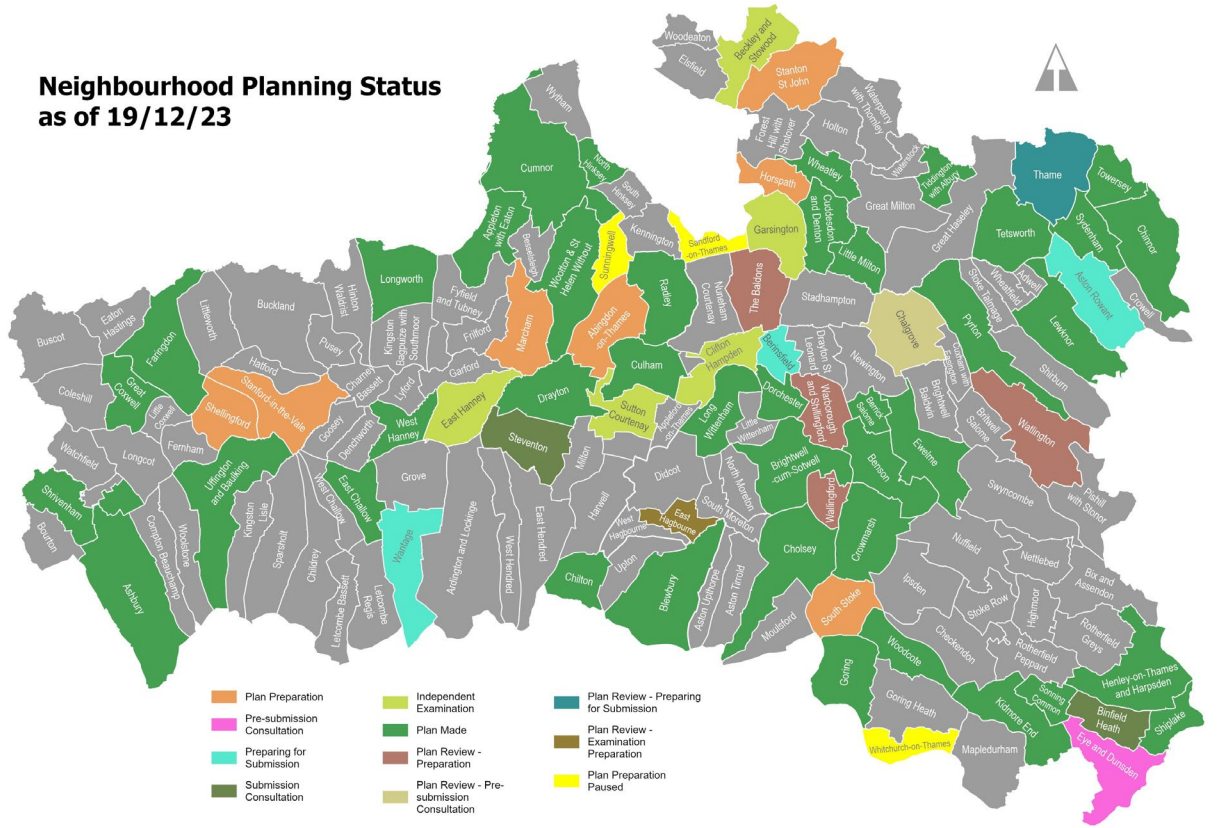 Neighbourhood Planning Status
as of 19/12/23
Woodeaton
Elsfield
Beckley and
Stowood
Stanton
St John
Wytham
Forest
Hill with
Shotover
Holton
Waterperry
with Thomley
Waterstock
Tiddington-
with-Albury
Thame
Towersey
Cumnor
North
Hinksey
South
Hinksey
Horspath
Wheatley
Cuddesdon
and Denton
Great Milton
Great Haseley
Tetsworth
Sydenham
Chinnor
Appleton
with Eaton
Besselsleigh
Wootton & St
Helen Without
Sunningwell
Kennington
Sandford
-on-Thames
Garsington
Little Milton
Stoke Talmage
Wheatfield
Adwell
Aston Rowant
Crowell
Buscot
Eaton
Hastings
Faringdon
Littleworth
Buckland
Hinton
Waldrist
Longworth
Fyfield
and Tubney
Marcham
Abingdon
-on-Thames
Radley
Nuneham
Courtenay
The Baldons
Stadhampton
Chalgrove
Pyrton
Lewknor
Shirburn
Coleshill
Great
Coxwell
Little
Coxwell
Hatford
Pusey
Kingston
Bagpuize with
Southmoor
Frilford
Garford
Lyford
Charney
Bassett
Shellingford
Stanford-in-the-Vale
Goosey
Denchworth
West
Hanney
East Hanney
Drayton
Culham
Sutton
Courtenay
Clifton
Hampden
Appleford
-on-Thames
Long
Wittenham
Little
Wittenham
Berinsfield
Dorchester
Drayton St
Leonard
Newington
Warborough
and Shillingford
Berrick
Salome
Brightwell
Baldwin
Cuxham with
Easington
Britwell
Salome
Watlington
Pishill
with Stonor
Watchfield
Longcot
Fernham
Shrivenham
Bourton
Ashbury
Compton Beauchamp
Woolstone
Uffington
and Baulking
Kingston
Lisle
Sparsholt
Childrey
West Challow
East Challow
Letcombe Bassett
Letcombe
Regis
Grove
Wantage
Ardington and Lockinge
West Hendred
East Hendred
Steventon
Milton
Harwell
Didcot
West
Hagbourne
East
Hagbourne
North Moreton
South Moreton
Brightwell
-cum-Sotwell
Wallingford
Benson
Ewelme
Swyncombe
Chilton
Upton
Blewbury
Aston Upthorpe
Aston Tirrold
Cholsey
Moulsford
Crowmarsh
Nuffield
Nettlebed
Bix and
Assendon
Ipsden
Stoke Row
Highmoor
Rotherfield
Greys
Rotherfield
Peppard
Checkendon
South Stoke
Woodcote
Goring
Goring Heath
Whitchurch-on-Thames
Mapledurham
Kidmore End
Sonning
Common
Henley-on-Thames
and Harpsden
Binfield
Heath
Shiplake
Eye and Dunsden
Plan Preparation
Pre-submission
Consultation
Preparing for
Submission
Submission
Consultation
Independent
Examination
Plan Made
Plan Review -
Preparation
Plan Review - Pre-
submission
Consultation
Plan Review - Preparing
for Submission
Plan Review -
Examination
Preparation
Plan Preparation
Paused